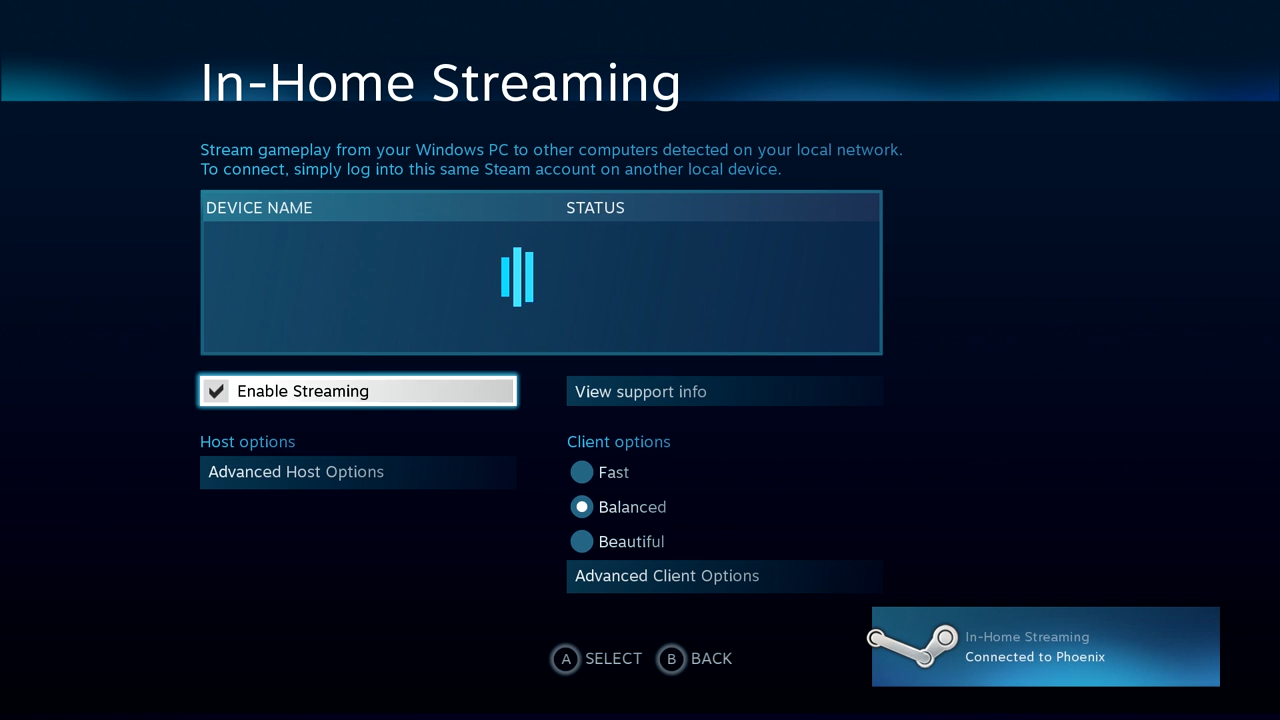 In-Home Streaming
Stream gameplay from your Windows PC to other computers detected on your local network.
To connect, simply log into this same Steam account on another local device.
DEVICE NAME STATUS
Enable Streaming
View support info
Host options
Advanced Host Options
Client options
Fast
Balanced
Beautiful
Advanced Client Options
A SELECT B BACK
In-Home Streaming
Connected to Phoenix